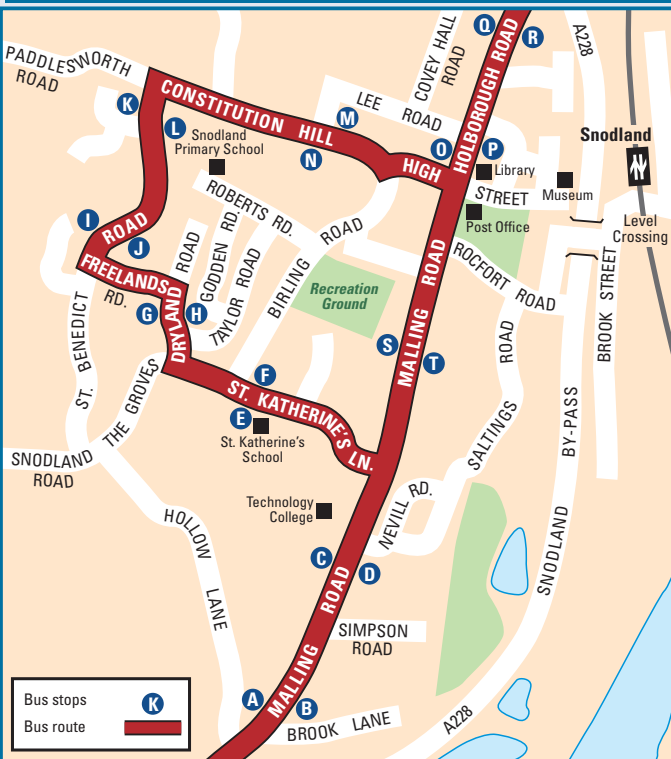 Q
R
A228
COVEY HALL
ROAD
HOLBOROUGH ROAD
PADDLESWORTH
ROAD
K
CONSTITUTION HILL
LEE ROAD
M
L
Snodland
Primary School
N
O
P
HIGH
STREET
Library
Museum
Snodland
Post Office
Level
Crossing
ROBERTS RD.
I
ROAD
J
FREELANDS
RD.
ROAD
DRYLAND
GODDEN RD.
TAYLOR ROAD
BIRLING ROAD
Recreation
Ground
MALLING ROAD
ROCFORT ROAD
BROOK STREET
G
H
S
T
ST. BENEDICT
THE GROVES
F
ST. KATHERINE'S LN.
E
St. Katherine's
School
SALTINGS ROAD
SNODLAND BY-PASS
SNODLAND
ROAD
Technology
College
NEVILL RD.
HOLLOW LANE
C
D
MALLING ROAD
SIMPSON
ROAD
A
B
BROOK LANE
A228
Bus stops
K
Bus route